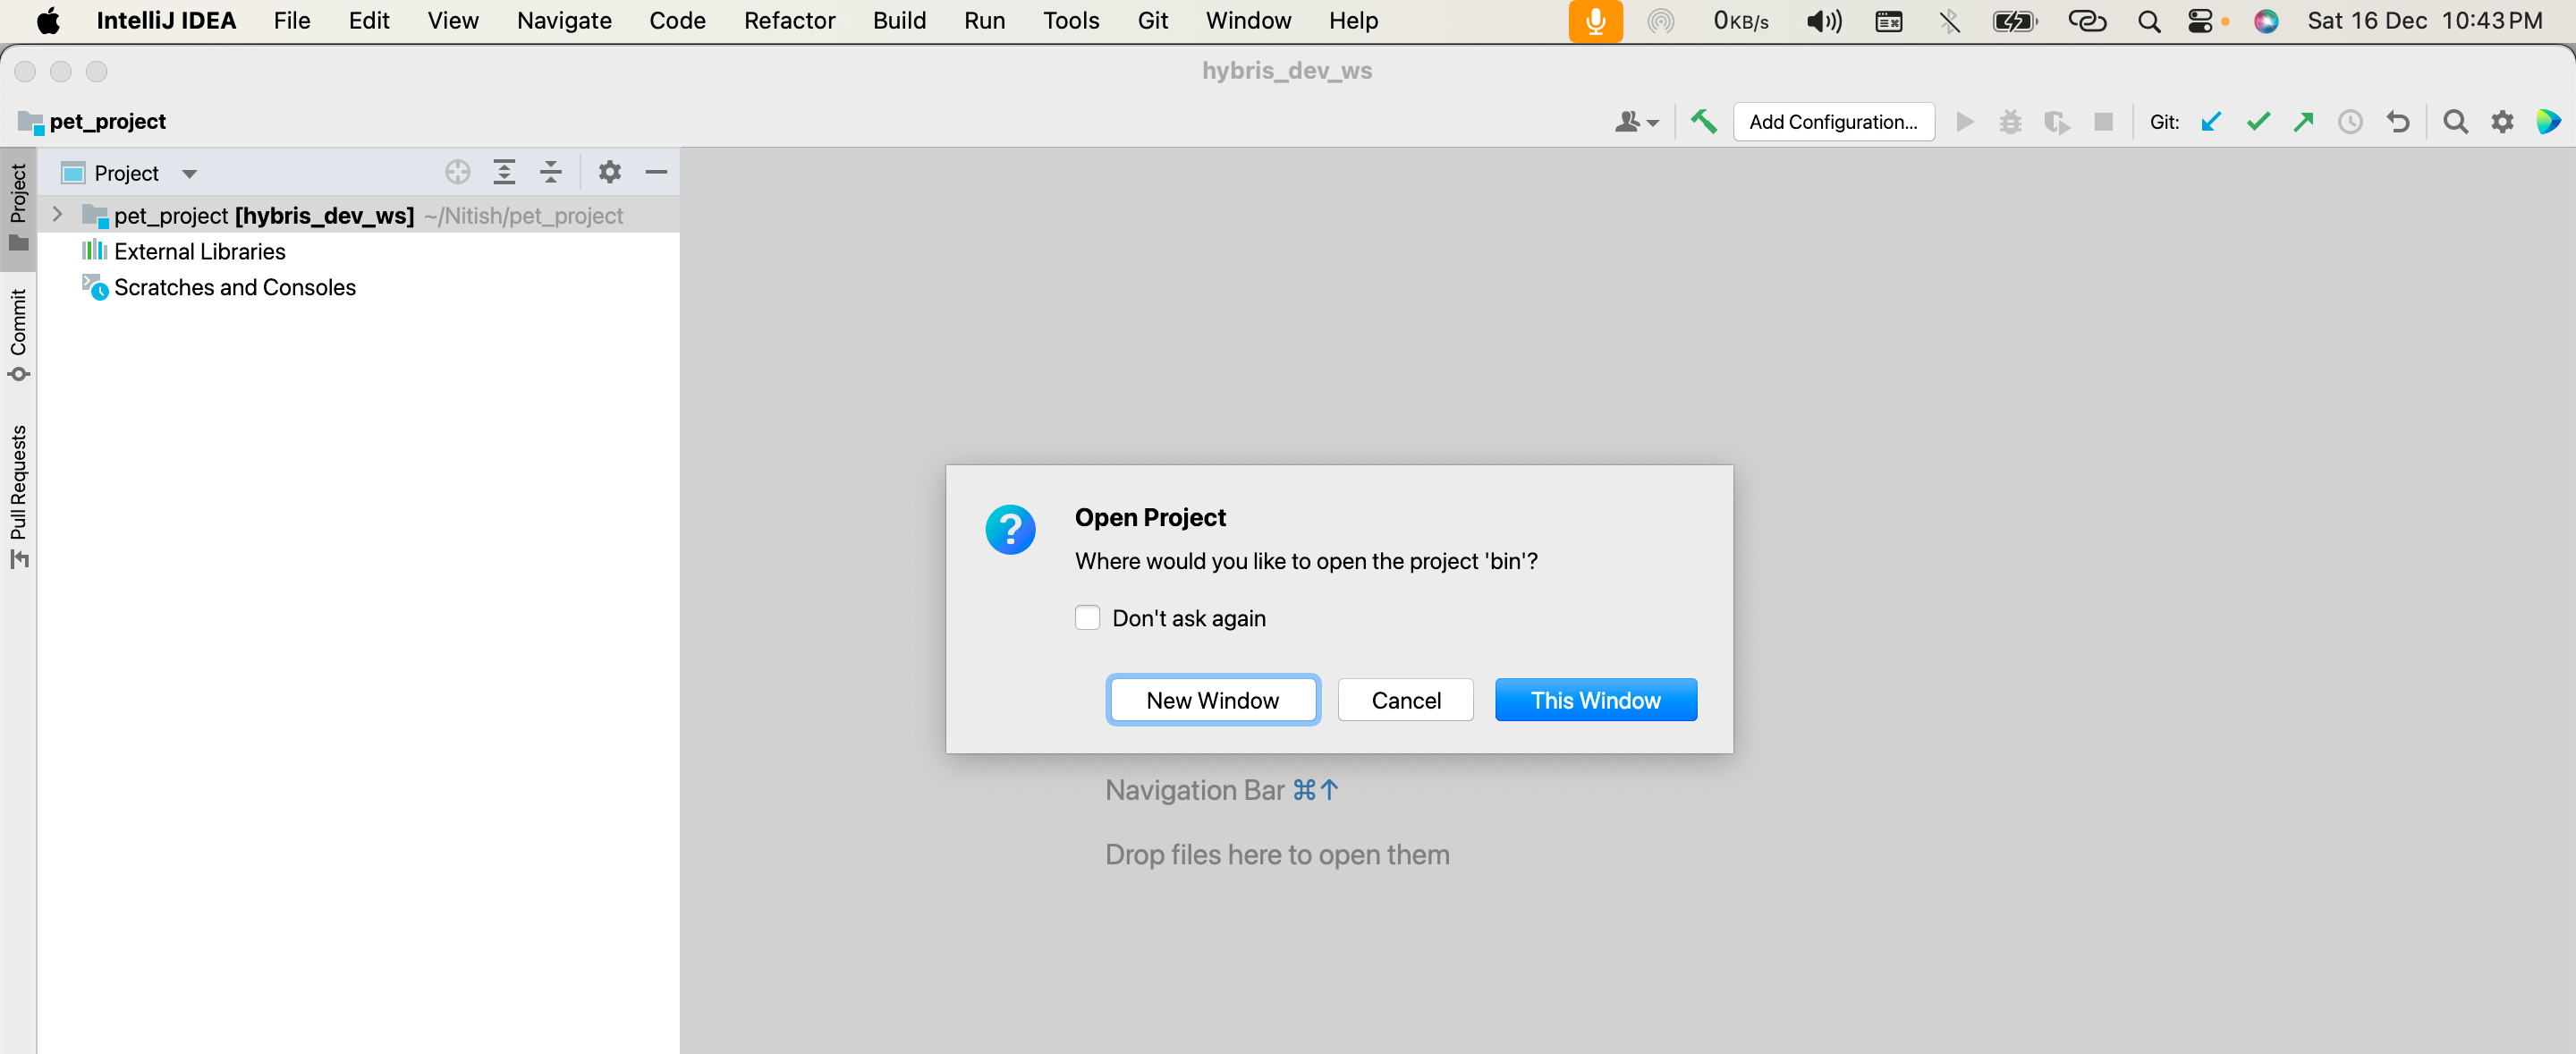 IntelliJ IDEA File Edit View Navigate Code Refactor Build Run Tools Git Window Help 0KB/s Sat 16 Dec 10:43 PM
hybris_dev_ws
pet_project Add Configuration... Git:
Project
pet_project [hybris_dev_ws] ~/Nitish/pet_project
External Libraries
Scratches and Consoles
Project
Commit
Pull Requests
Open Project
Where would you like to open the project 'bin'?
Don't ask again
New Window Cancel This Window
Navigation Bar ⌘↑
Drop files here to open them